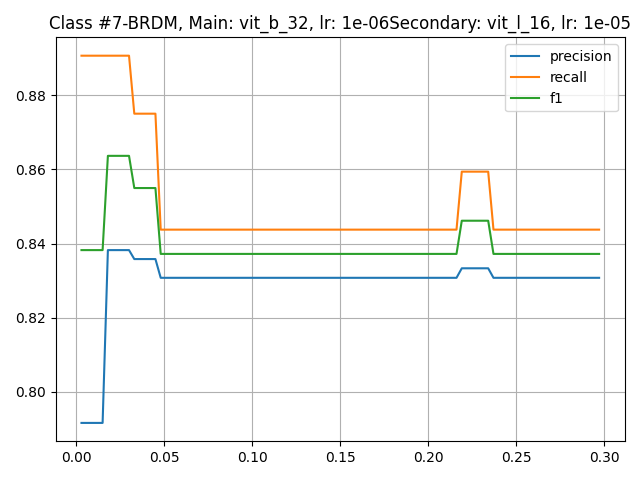 Class #7-BRDM, Main: vit_b_32, lr: 1e-06Secondary: vit_l_16, lr: 1e-05
precision
recall
f1
0.88
0.86
0.84
0.82
0.80
0.00 0.05 0.10 0.15 0.20 0.25 0.30